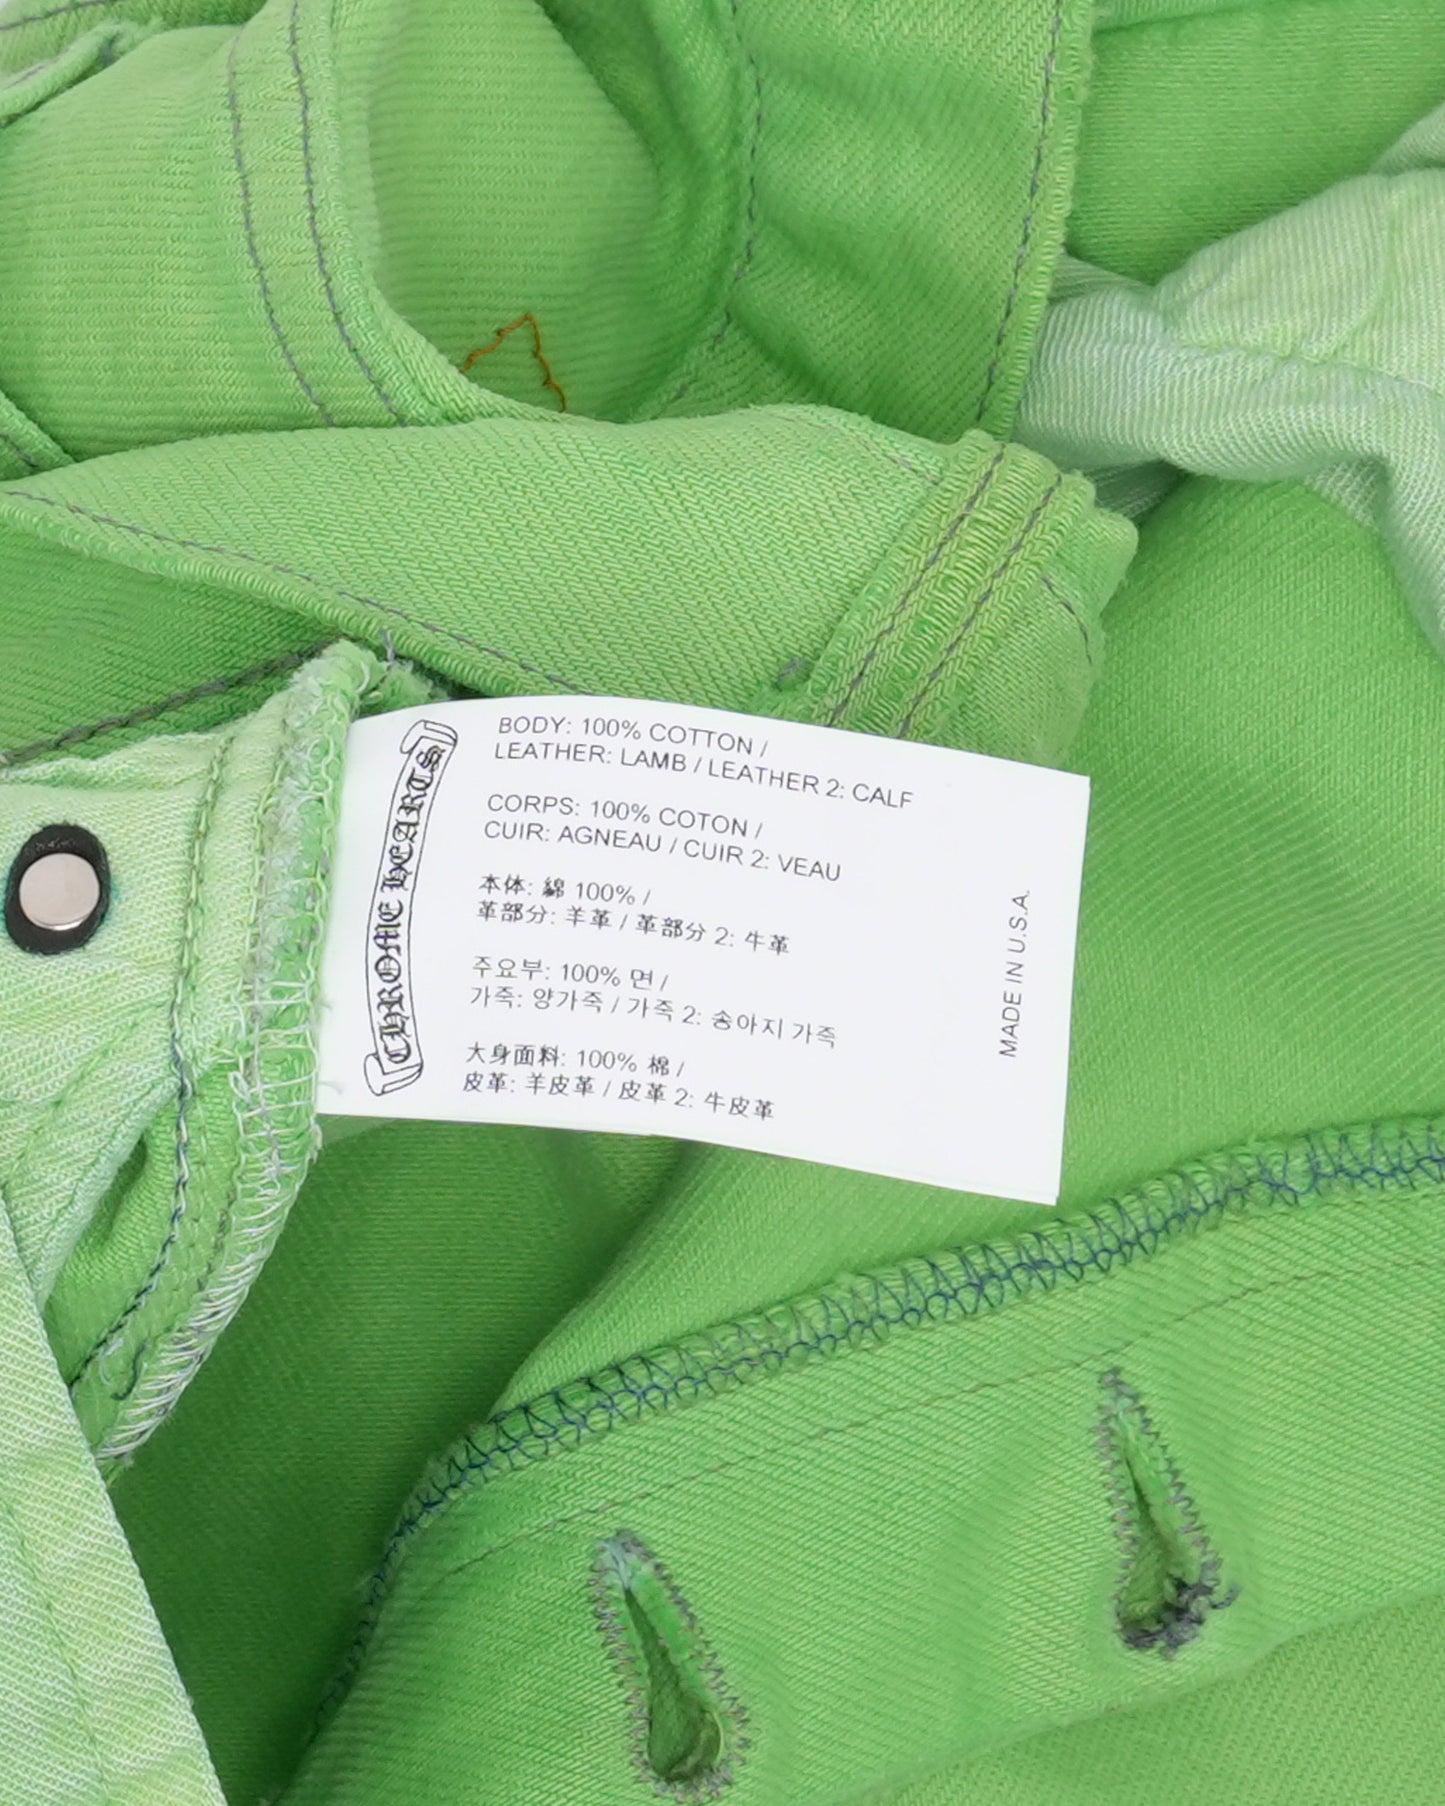 CHROME HEARTS
BODY: 100% COTTON /
LEATHER: LAMB / LEATHER 2: CALF
CORPS: 100% COTON /
CUIR: AGNEAU / CUIR 2: VEAU
本体: 綿 100% /
革部分: 羊革 / 革部分 2: 牛革
주요부: 100% 면 /
가죽: 양가죽 / 가죽 2: 송아지 가죽
大身面料: 100% 棉 /
皮革: 羊皮革 / 皮革 2: 牛皮革
MADE IN U.S.A.